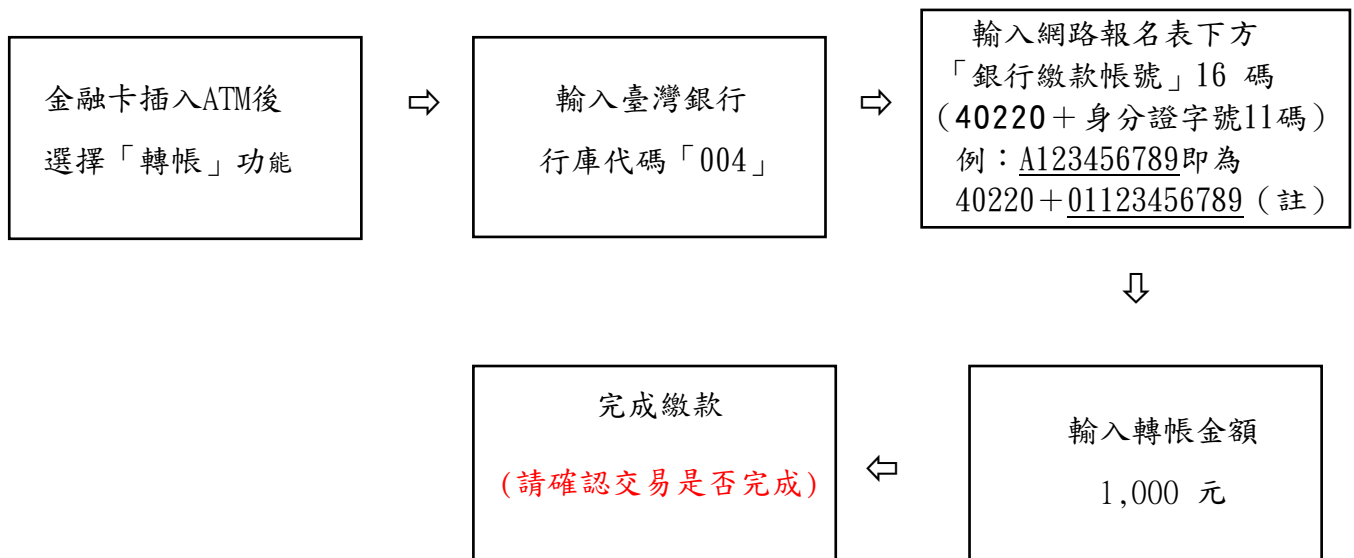 金融卡插入ATM後
選擇「轉帳」功能
⇨
輸入臺灣銀行
行庫代碼「004」
⇨
輸入網路報名表下方
「銀行繳款帳號」16 碼
（40220＋身分證字號11碼）
例：A123456789即為
40220＋01123456789（註）
⇩
輸入轉帳金額
1,000 元
⇦
完成繳款
(請確認交易是否完成)